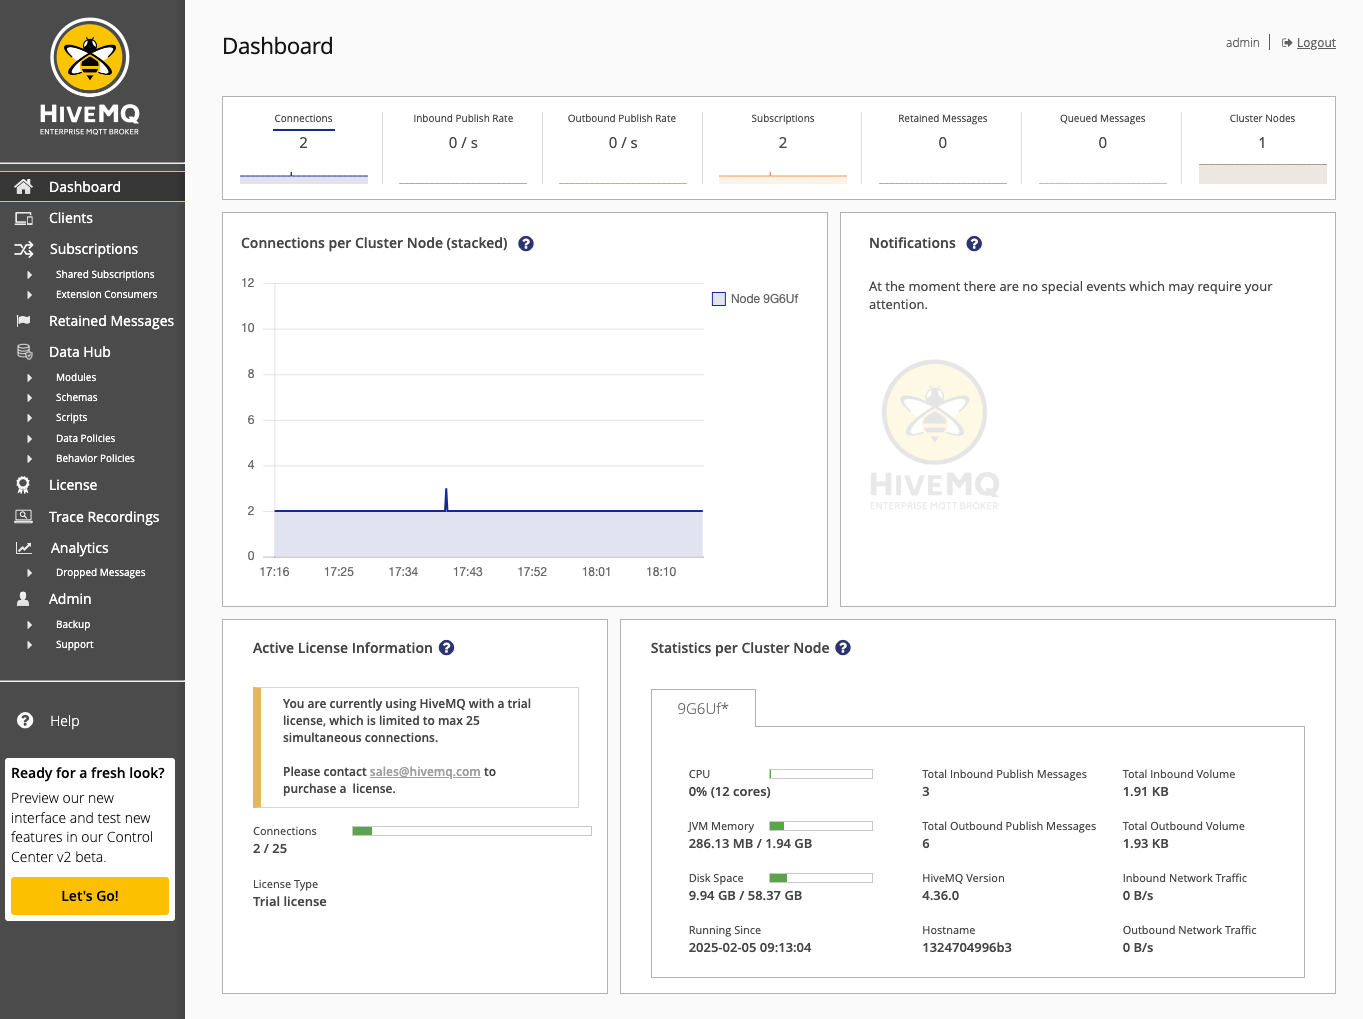 HIVEMQ
ENTERPRISE MQTT BROKER
Dashboard
Clients
Subscriptions
Shared Subscriptions
Extension Consumers
Retained Messages
Data Hub
Modules
Schemas
Scripts
Data Policies
Behavior Policies
License
Trace Recordings
Analytics
Dropped Messages
Admin
Backup
Support
Help
Ready for a fresh look?
Preview our new
interface and test new
features in our Control
Center v2 beta.
Let's Go!
Dashboard
admin
Logout
Connections
2
Inbound Publish Rate
0 / s
Outbound Publish Rate
0 / s
Subscriptions
2
Retained Messages
0
Queued Messages
0
Cluster Nodes
1
Connections per Cluster Node (stacked) ?
12
10
8
6
4
2
0
17:16 17:25 17:34 17:43 17:52 18:01 18:10
Node 9G6Uf
Notifications ?
At the moment there are no special events which may require your
attention.
HIVEMQ
ENTERPRISE MQTT BROKER
Active License Information ?
You are currently using HiveMQ with a trial
license, which is limited to max 25
simultaneous connections.
Please contact sales@hivemq.com to
purchase a license.
Connections
2 / 25
License Type
Trial license
Statistics per Cluster Node ?
9G6Uf*
CPU
0% (12 cores)
JVM Memory
286.13 MB / 1.94 GB
Disk Space
9.94 GB / 58.37 GB
Running Since
2025-02-05 09:13:04
Total Inbound Publish Messages
3
Total Outbound Publish Messages
6
HiveMQ Version
4.36.0
Hostname
1324704996b3
Total Inbound Volume
1.91 KB
Total Outbound Volume
1.93 KB
Inbound Network Traffic
0 B/s
Outbound Network Traffic
0 B/s